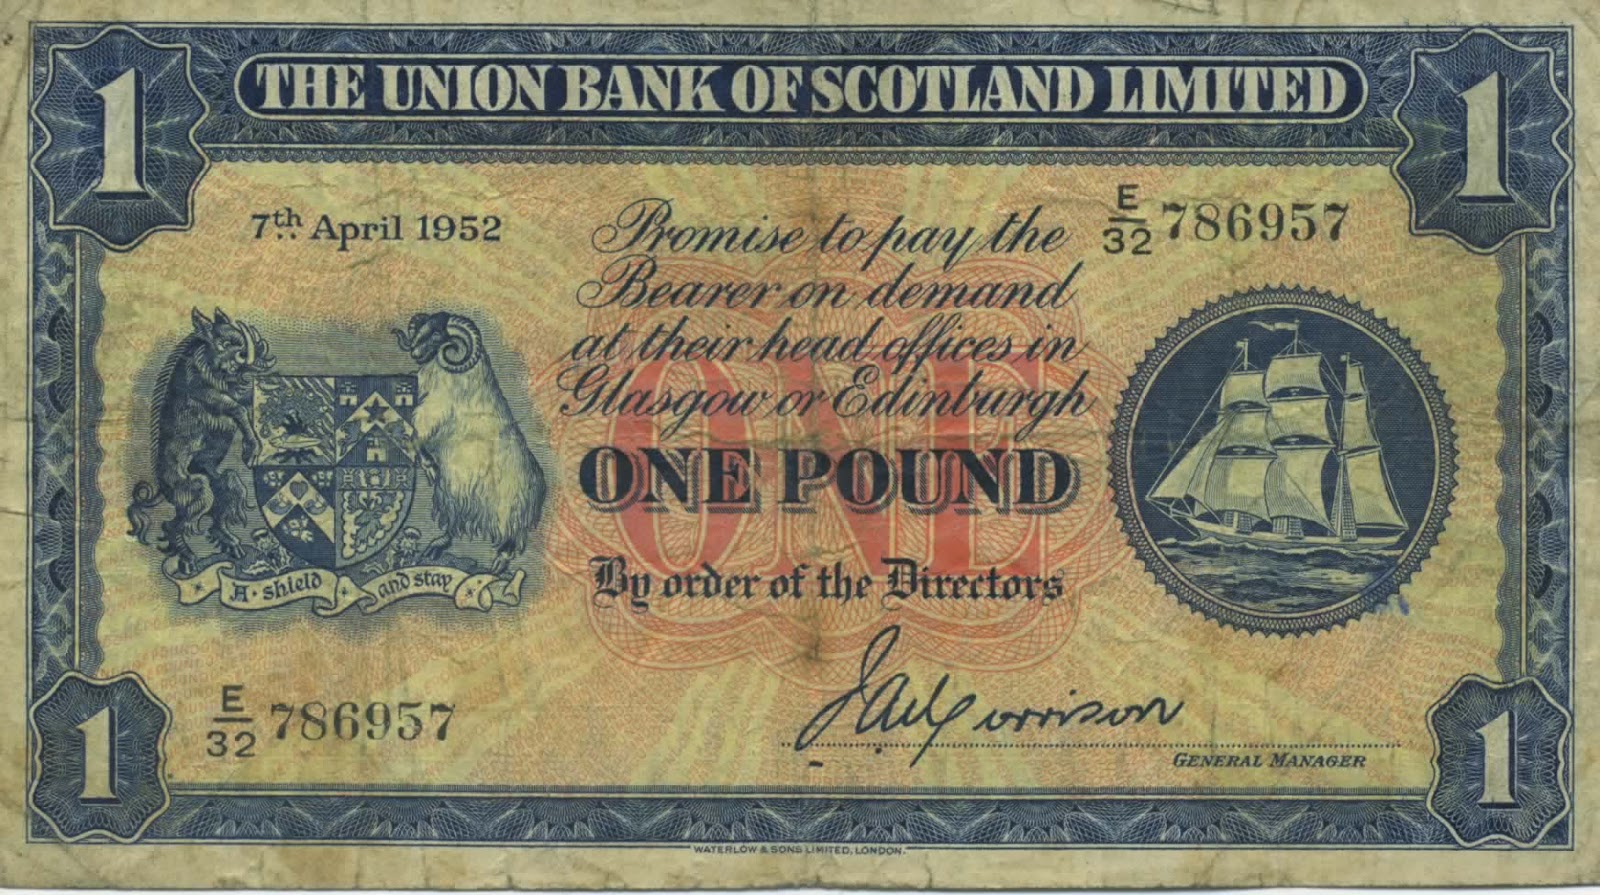 1 THE UNION BANK OF SCOTLAND LIMITED 1
7th April 1952
E/32 786957
Promise to pay the
Bearer on demand
at their head offices in
Glasgow or Edinburgh
ONE
ONE POUND
By order of the Directors
A · shield and stay
E/32 786957
GENERAL MANAGER
1 1
WATERLOW & SONS LIMITED, LONDON.